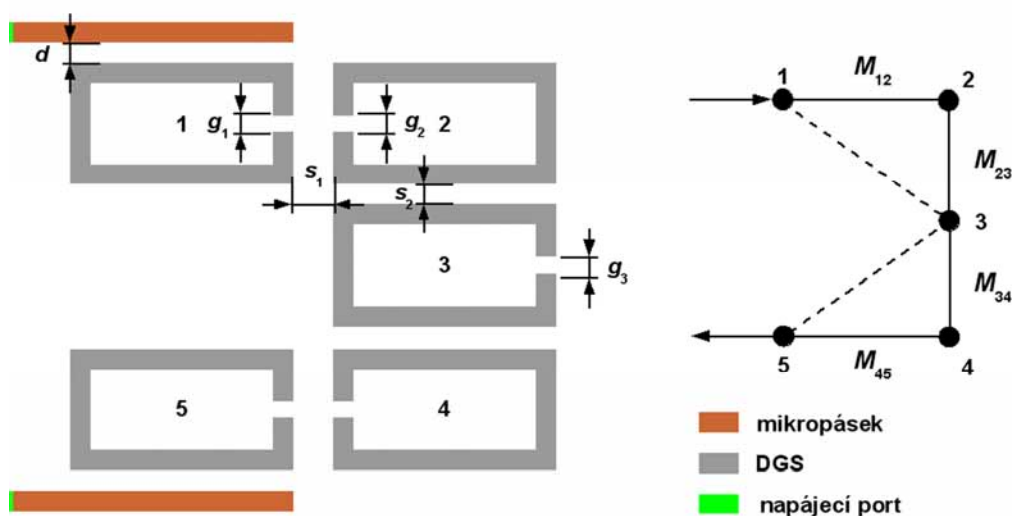 d
1
g1
g2
2
s1
s2
3
g3
5
4
1
M12
2
M23
3
M34
5
M45
4
mikropásek
DGS
napájecí port